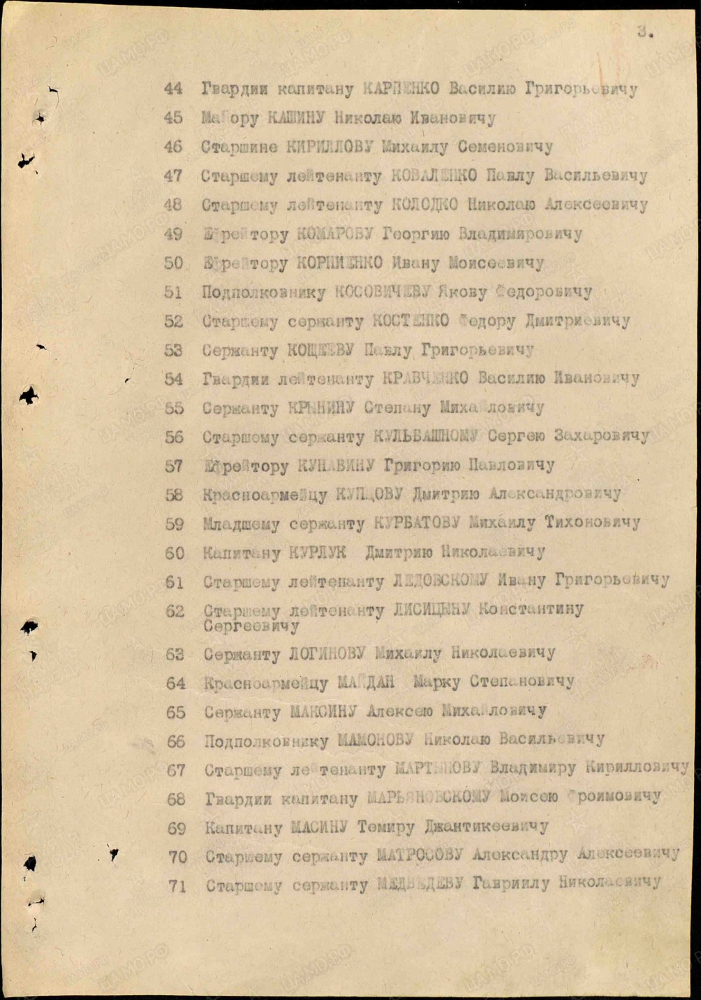 3.
44 Гвардии капитану КАРПЕНКО Василию Григорьевичу
45 Майору КАШИНУ Николаю Ивановичу
46 Старшине КИРИЛЛОВУ Михаилу Семеновичу
47 Старшему лейтенанту КОВАЛЕНКО Павлу Васильевичу
48 Старшему лейтенанту КОЛОДКО Николаю Алексеевичу
49 Ефрейтору КОМАРОВУ Георгию Владимировичу
50 Ефрейтору КОРНИЕНКО Ивану Моисеевичу
51 Подполковнику КОСОВИЧЕВУ Якову Федоровичу
52 Старшему сержанту КОСТЕНКО Федору Дмитриевичу
53 Сержанту КОЩЕЕВУ Павлу Григорьевичу
54 Гвардии лейтенанту КРАВЧЕНКО Василию Ивановичу
55 Сержанту КРЫНИНУ Степану Михайловичу
56 Старшему сержанту КУЛЬБАШНОМУ Сергею Захаровичу
57 Ефрейтору КУНАВИНУ Григорию Павловичу
58 Красноармейцу КУПЦОВУ Дмитрию Александровичу
59 Младшему сержанту КУРБАТОВУ Михаилу Тихоновичу
60 Капитану КУРЛУК Дмитрию Николаевичу
61 Старшему лейтенанту ЛЕДОВСКОМУ Ивану Григорьевичу
62 Старшему лейтенанту ЛИСИЦЫНУ Константину
Сергеевичу
63 Сержанту ЛОГИНОВУ Михаилу Николаевичу
64 Красноармейцу МАЙДАН Марку Степановичу
65 Сержанту МАКСИНУ Алексею Михайловичу
66 Подполковнику МАМОНОВУ Николаю Васильевичу
67 Старшему лейтенанту МАРТЫНОВУ Владимиру Кирилловичу
68 Гвардии капитану МАРЬЯНОВСКОМУ Моисею Фроимовичу
69 Капитану МАСИНУ Темиру Джантикеевичу
70 Старшему сержанту МАТРОСОВУ Александру Алексеевичу
71 Старшему сержанту МЕДВЕДЕВУ Гавриилу Николаевичу